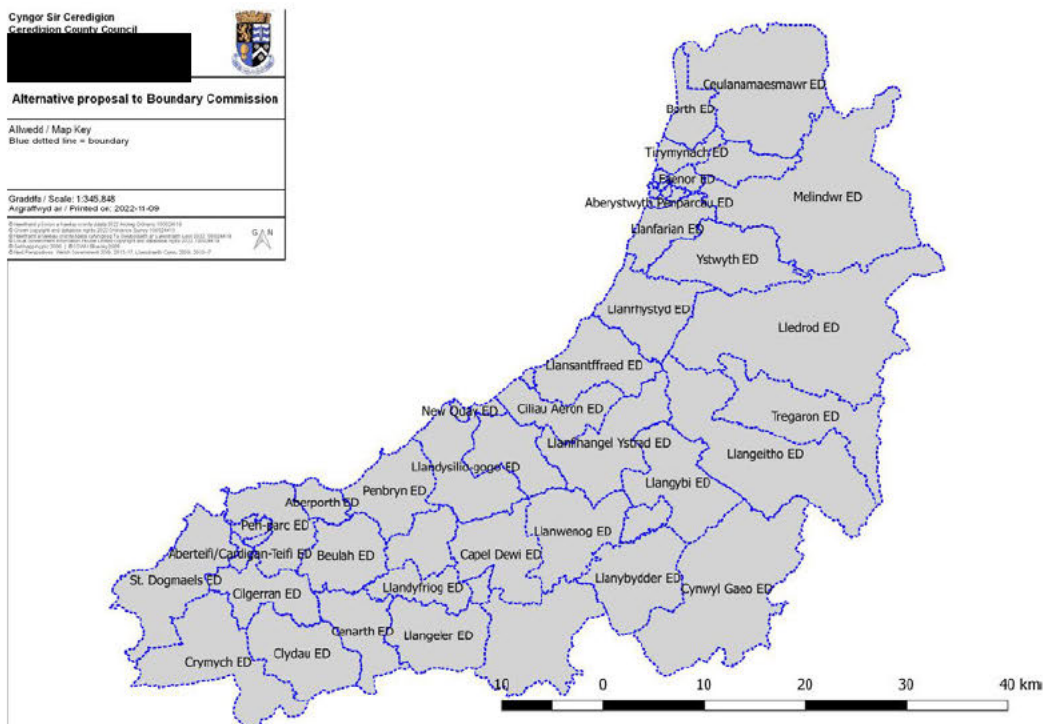 Cyngor Sir Ceredigion
Ceredigion County Council
Alternative proposal to Boundary Commission
Allwedd / Map Key
Blue dotted line = boundary
Graddfa / Scale: 1:345,848
Argraffwyd ar / Printed on: 2022-11-09
Ceulanamaesmawr ED
Borth ED
Tirymynach ED
Faenor ED
Melindwr ED
Aberystwyth Penparcau ED
Llanfarian ED
Ystwyth ED
Llanrhystyd ED
Lledrod ED
Llansantffraed ED
New Quay ED
Ciliau Aeron ED
Tregaron ED
Llanfihangel Ystrad ED
Llangeitho ED
Llandysilio-gogo ED
Llangybi ED
Penbryn ED
Aberporth ED
Pen-parc ED
Llanwenog ED
Aberteifi/Cardigan-Teifi ED
Beulah ED
Capel Dewi ED
St. Dogmaels ED
Llanybydder ED
Cilgerran ED
Llandyfriog ED
Cynwyl Gaeo ED
Cenarth ED
Llangeler ED
Clydau ED
Crymych ED
10 0 10 20 30 40 km